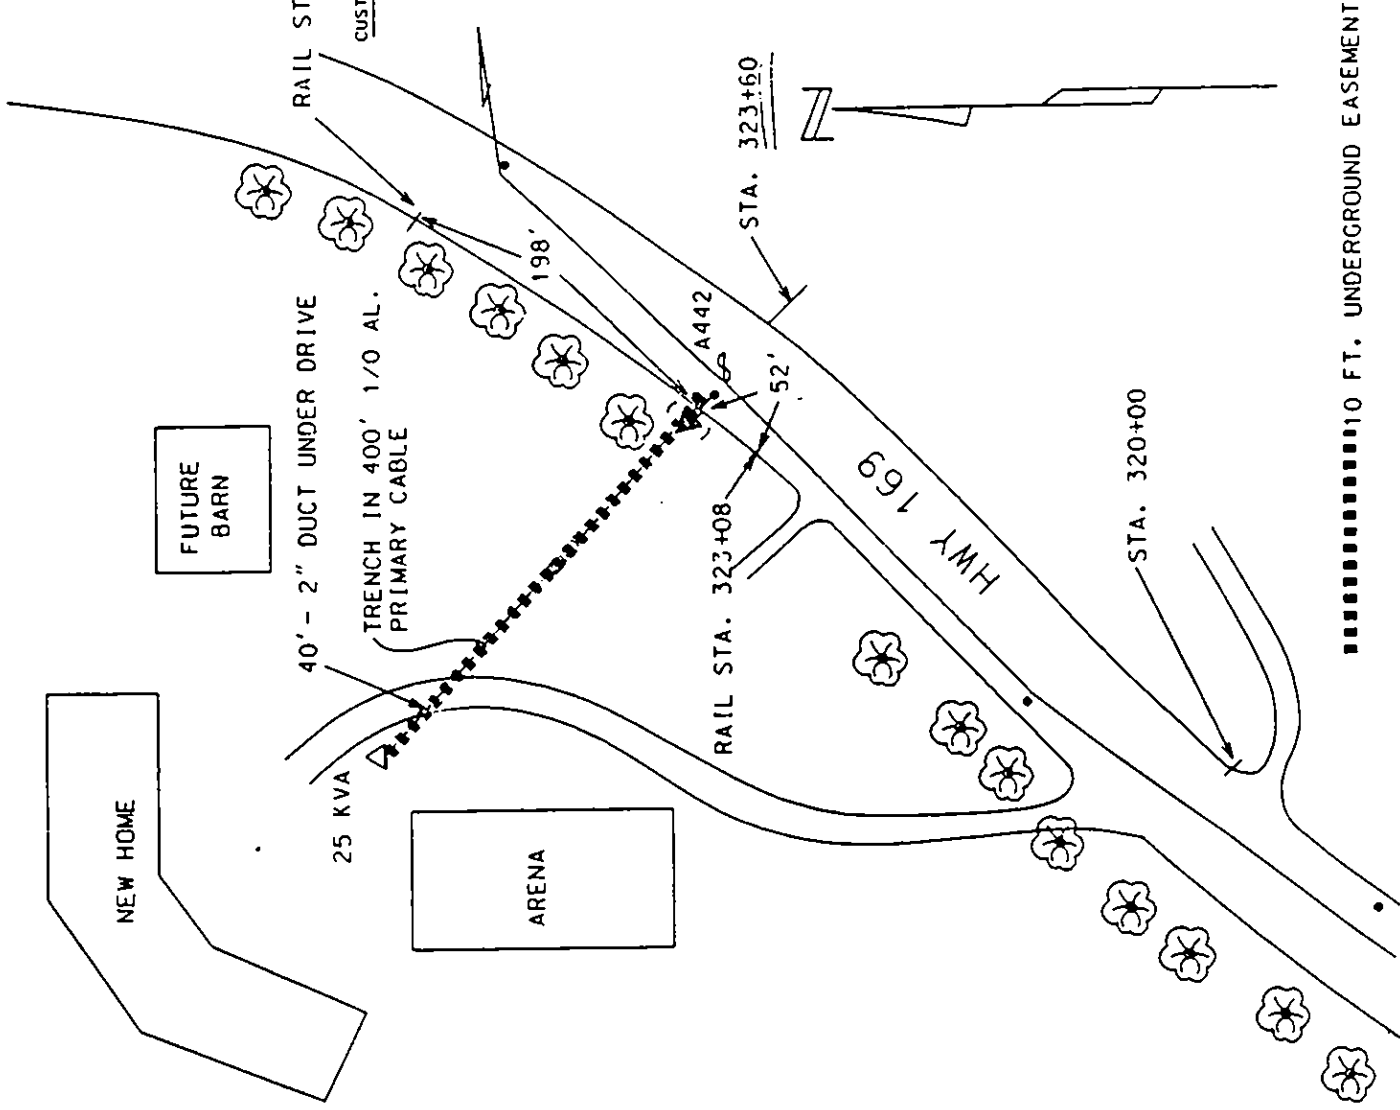 RAIL ST
CUST
40' - 2" DUCT UNDER DRIVE
TRENCH IN 400' 1/0 AL.
PRIMARY CABLE
FUTURE
BARN
NEW HOME
25 KVA
ARENA
198'
A442
52'
STA. 323+60
N
RAIL STA. 323+08
HWY 169
STA. 320+00
10 FT. UNDERGROUND EASEMENT